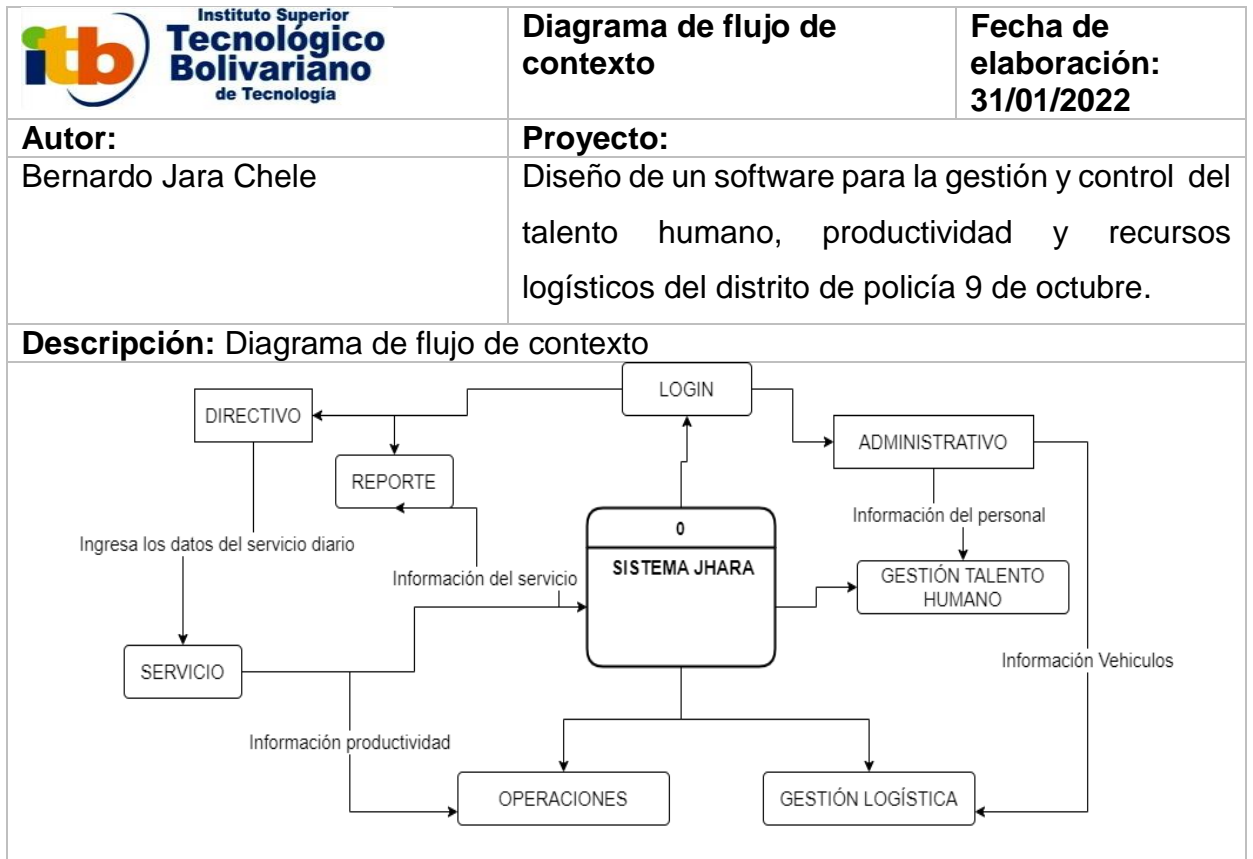 itb
Instituto Superior
Tecnológico
Bolivariano
de Tecnología
Diagrama de flujo de
contexto
Fecha de
elaboración:
31/01/2022
Autor:
Bernardo Jara Chele
Proyecto:
Diseño de un software para la gestión y control del
talento humano, productividad y recursos
logísticos del distrito de policía 9 de octubre.
Descripción: Diagrama de flujo de contexto
LOGIN
DIRECTIVO
ADMINISTRATIVO
REPORTE
Información del personal
0
Ingresa los datos del servicio diario
SISTEMA JHARA
Información del servicio
GESTIÓN TALENTO
HUMANO
SERVICIO
Información Vehiculos
Información productividad
OPERACIONES
GESTIÓN LOGÍSTICA